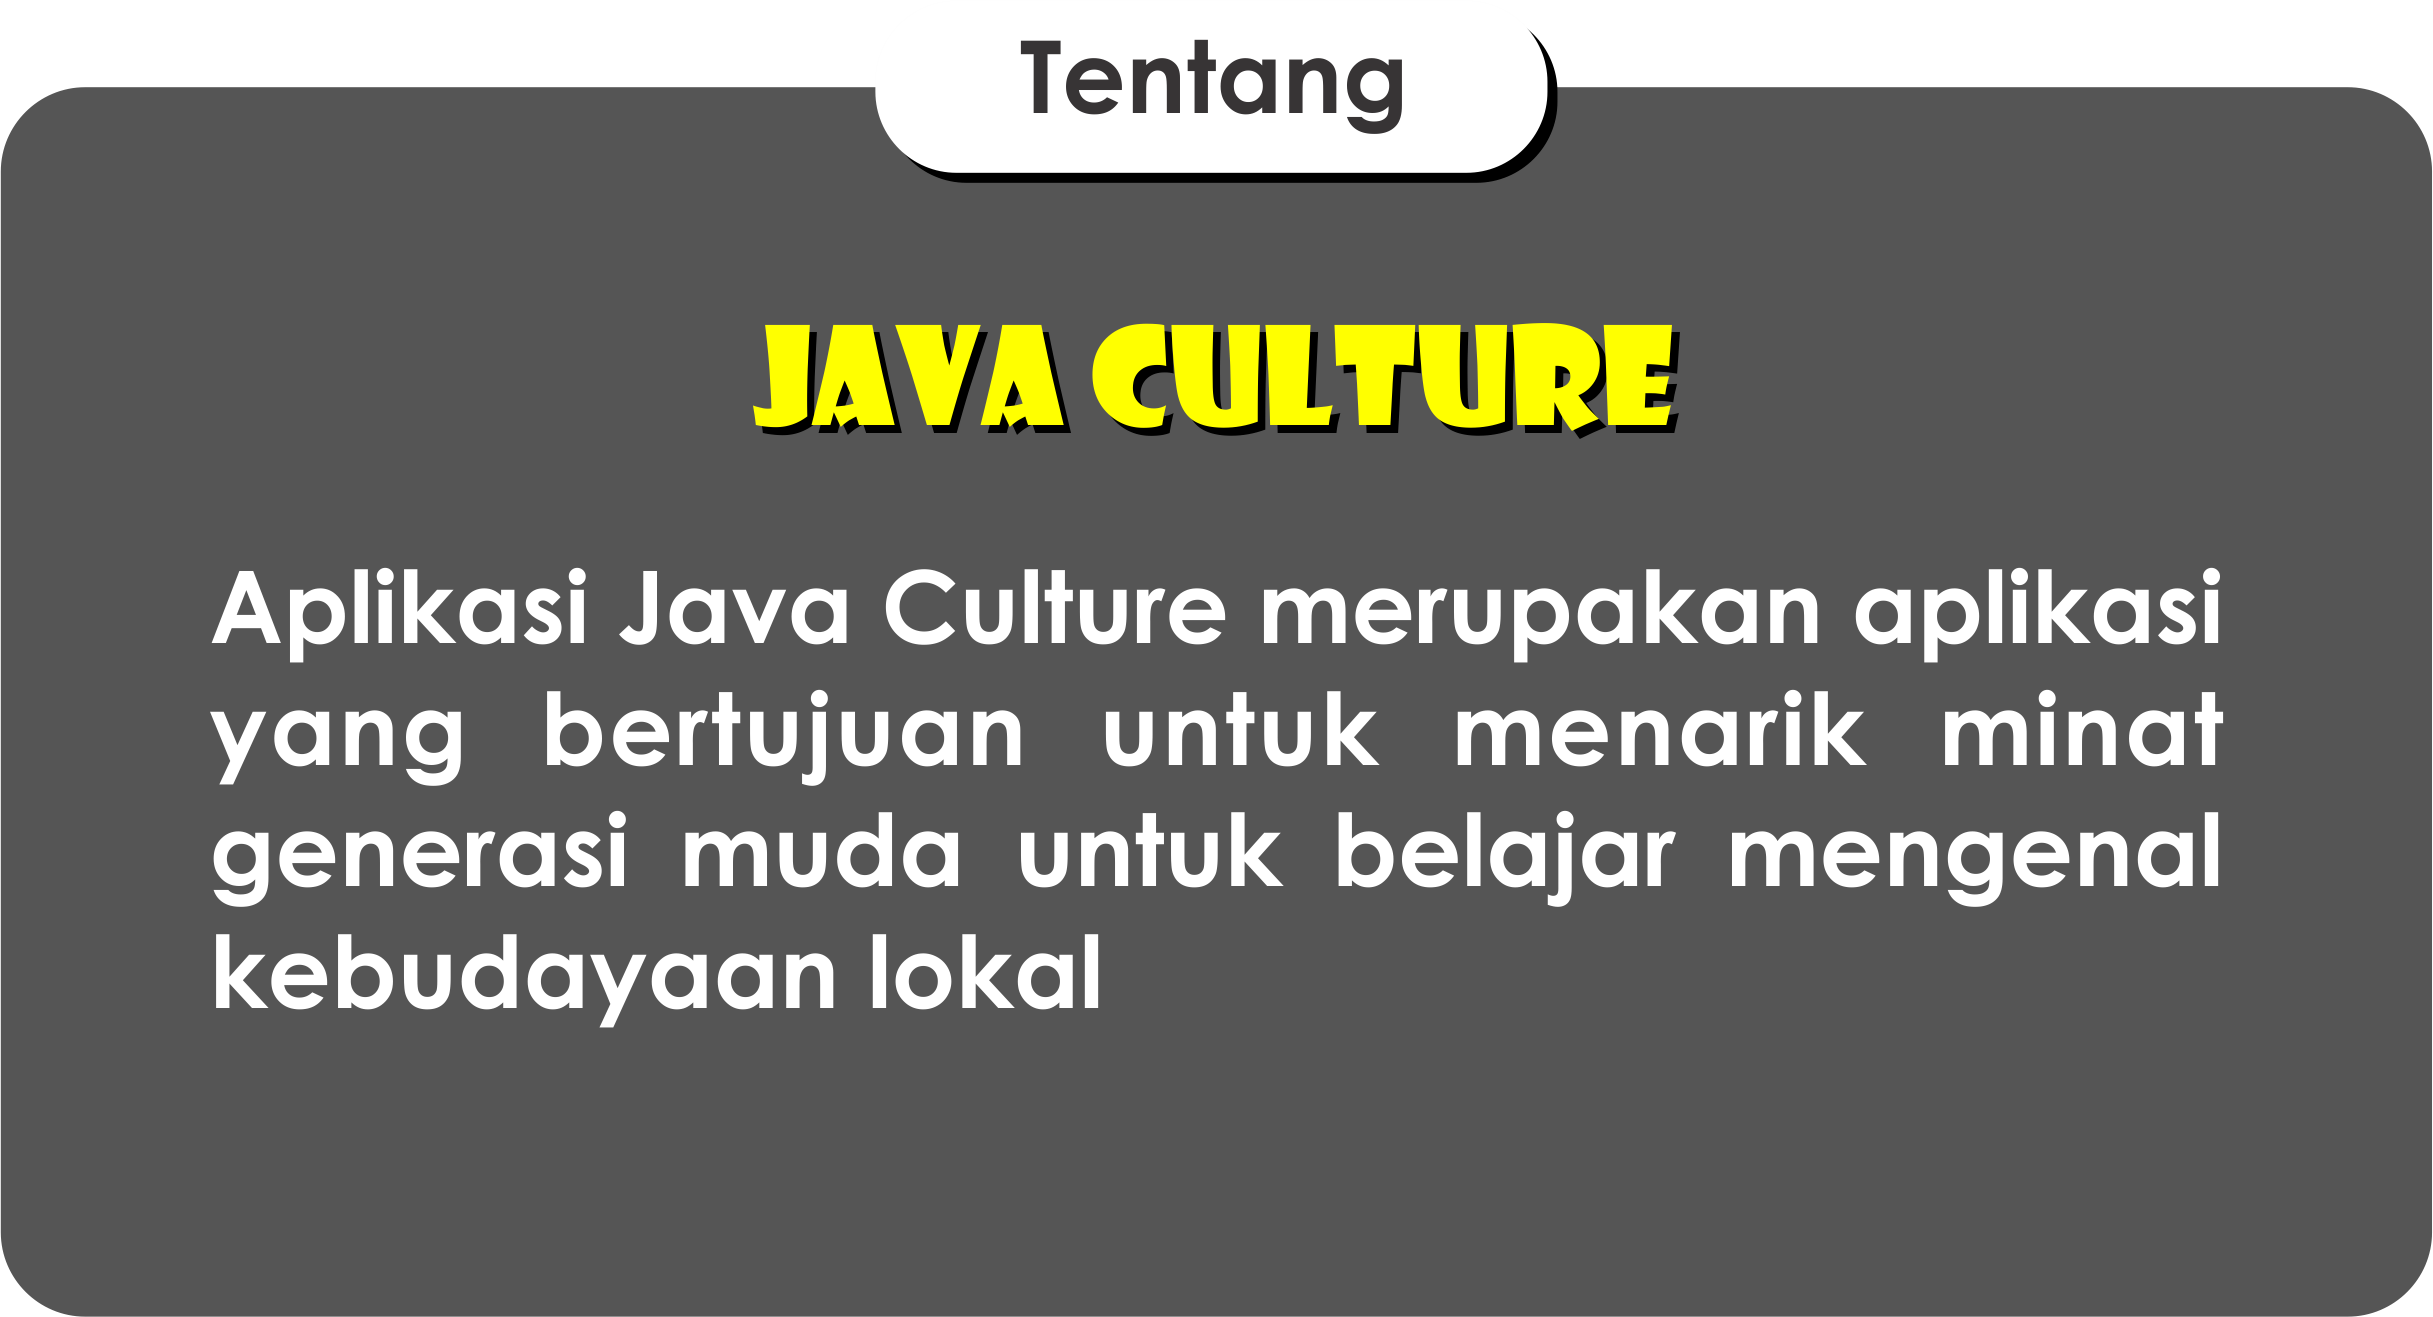 Tentang
JAVA CULTURE
Aplikasi Java Culture merupakan aplikasi
yang bertujuan untuk menarik minat
generasi muda untuk belajar mengenal
kebudayaan lokal